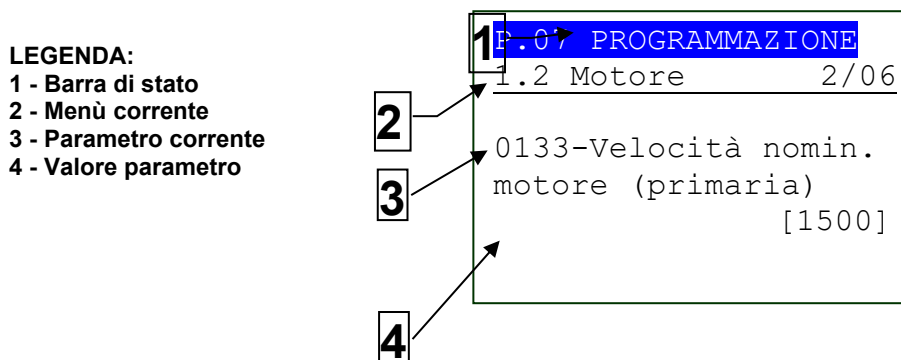 LEGENDA:
1 - Barra di stato
2 - Menù corrente
3 - Parametro corrente
4 - Valore parametro
1
2
3
4
P.07 PROGRAMMAZIONE
1.2 Motore 2/06
0133-Velocità nomin.
motore (primaria)
[1500]